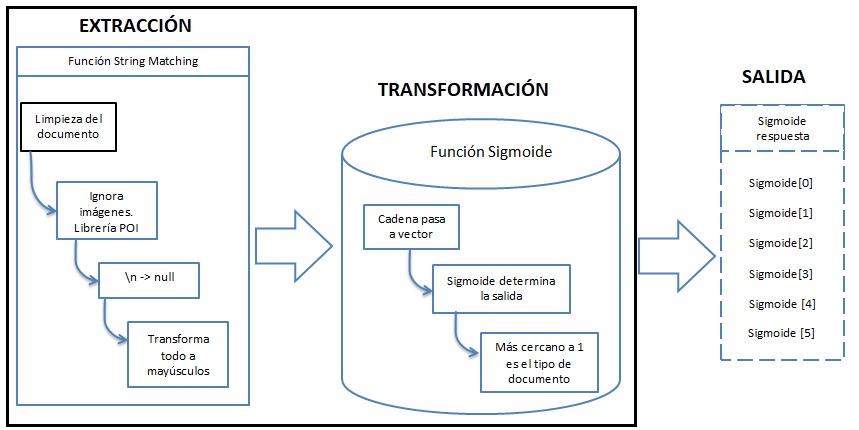 EXTRACCIÓN
Función String Matching
Limpieza del
documento
Ignora
imágenes.
Librería POI
\n -> null
Transforma
todo a
mayúsculos
TRANSFORMACIÓN
Función Sigmoide
Cadena pasa
a vector
Sigmoide determina
la salida
Más cercano a 1
es el tipo de
documento
SALIDA
Sigmoide
respuesta
Sigmoide[0]
Sigmoide[1]
Sigmoide[2]
Sigmoide[3]
Sigmoide [4]
Sigmoide [5]